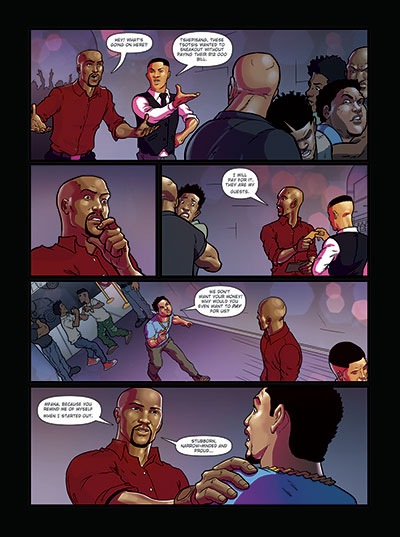 HEY! WHAT'S
GOING ON HERE?
TSHEPISANG, THESE
TSOTSIS WANTED TO
SNEAKOUT WITHOUT
PAYING THEIR R12 000
BILL.
I WILL
PAY FOR IT.
THEY ARE MY
GUESTS.
WE DON'T
WANT YOUR MONEY!
WHY WOULD YOU
EVEN WANT TO PAY
FOR US?
MFANA, BECAUSE YOU
REMIND ME OF MYSELF
WHEN I STARTED OUT.
STUBBORN,
NARROW-MINDED AND
PROUD...